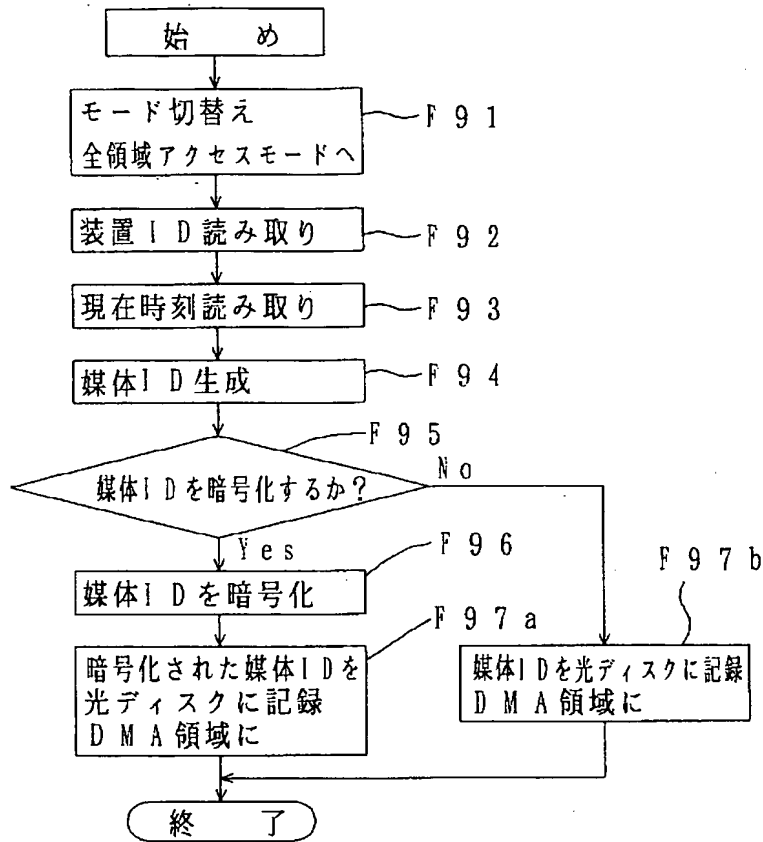 始　め
モード切替え
全領域アクセスモードへ
F91
装置ID読み取り
F92
現在時刻読み取り
F93
媒体ID生成
F94
F95
媒体IDを暗号化するか?
No
Yes
F96
媒体IDを暗号化
F97a
暗号化された媒体IDを
光ディスクに記録
DMA領域に
F97b
媒体IDを光ディスクに記録
DMA領域に
終　了